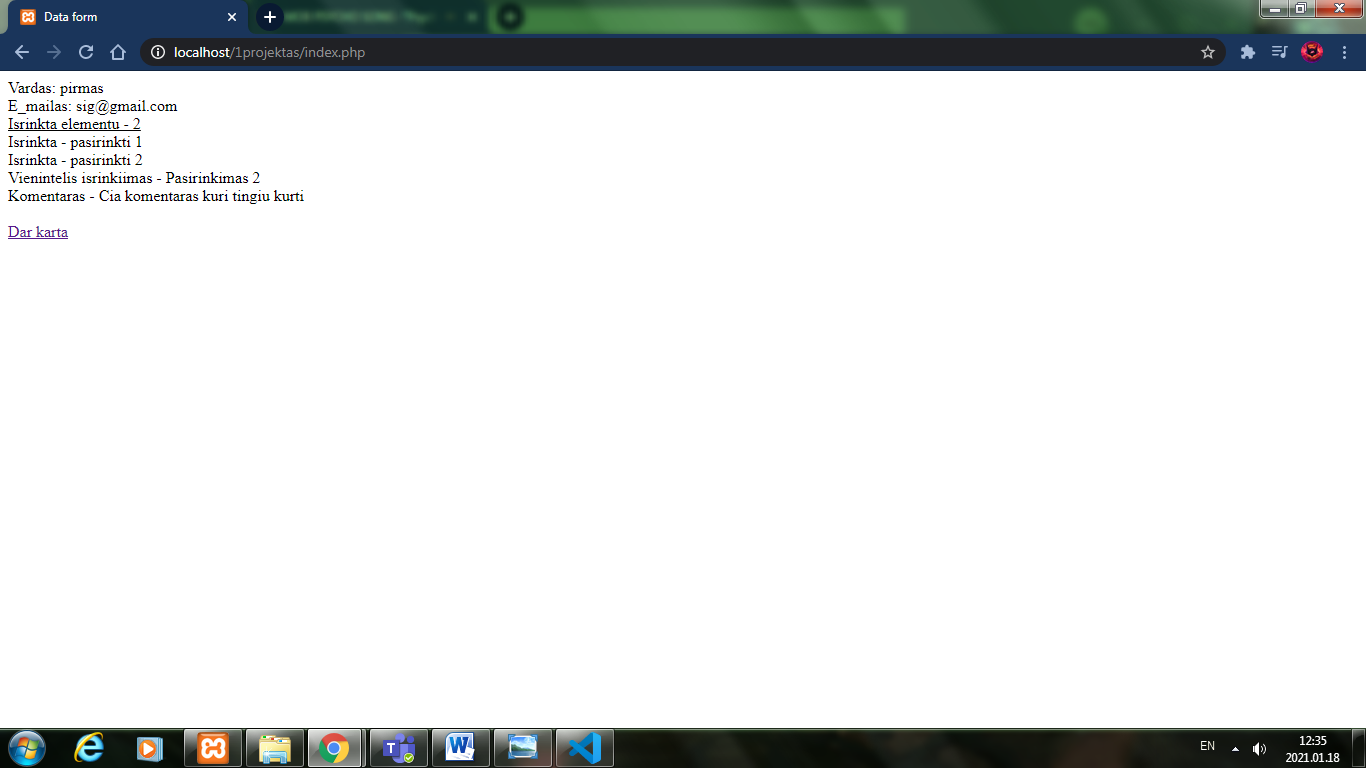 Data form
localhost/1projektas/index.php
Vardas: pirmas
E_mailas: sig@gmail.com
Isrinkta elementu - 2
Isrinkta - pasirinkti 1
Isrinkta - pasirinkti 2
Vienintelis isrinkiimas - Pasirinkimas 2
Komentaras - Cia komentaras kuri tingiu kurti
Dar karta
EN
12:35
2021.01.18